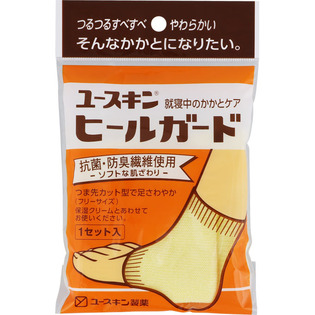 つるつるすべすべ やわらかい
そんなかかとになりたい。
ユースキン® 就寝中のかかとケア
ヒールガード
抗菌・防臭繊維使用
-ソフトな肌ざわり-
つま先カット型で足さわやか
(フリーサイズ)
保湿クリームとあわせて
お使いください。
1セット入
ユースキン製薬